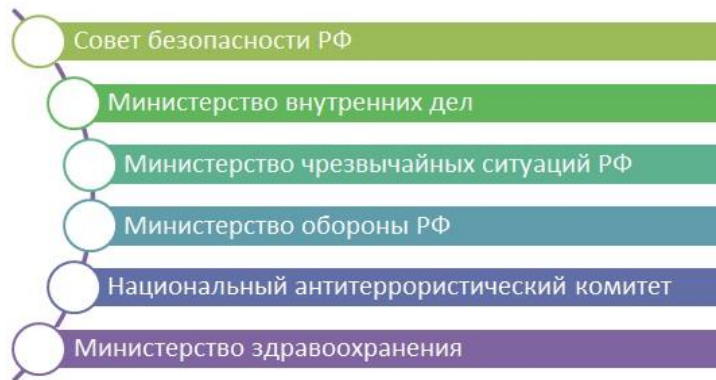 Совет безопасности РФ
Министерство внутренних дел
Министерство чрезвычайных ситуаций РФ
Министерство обороны РФ
Национальный антитеррористический комитет
Министерство здравоохранения